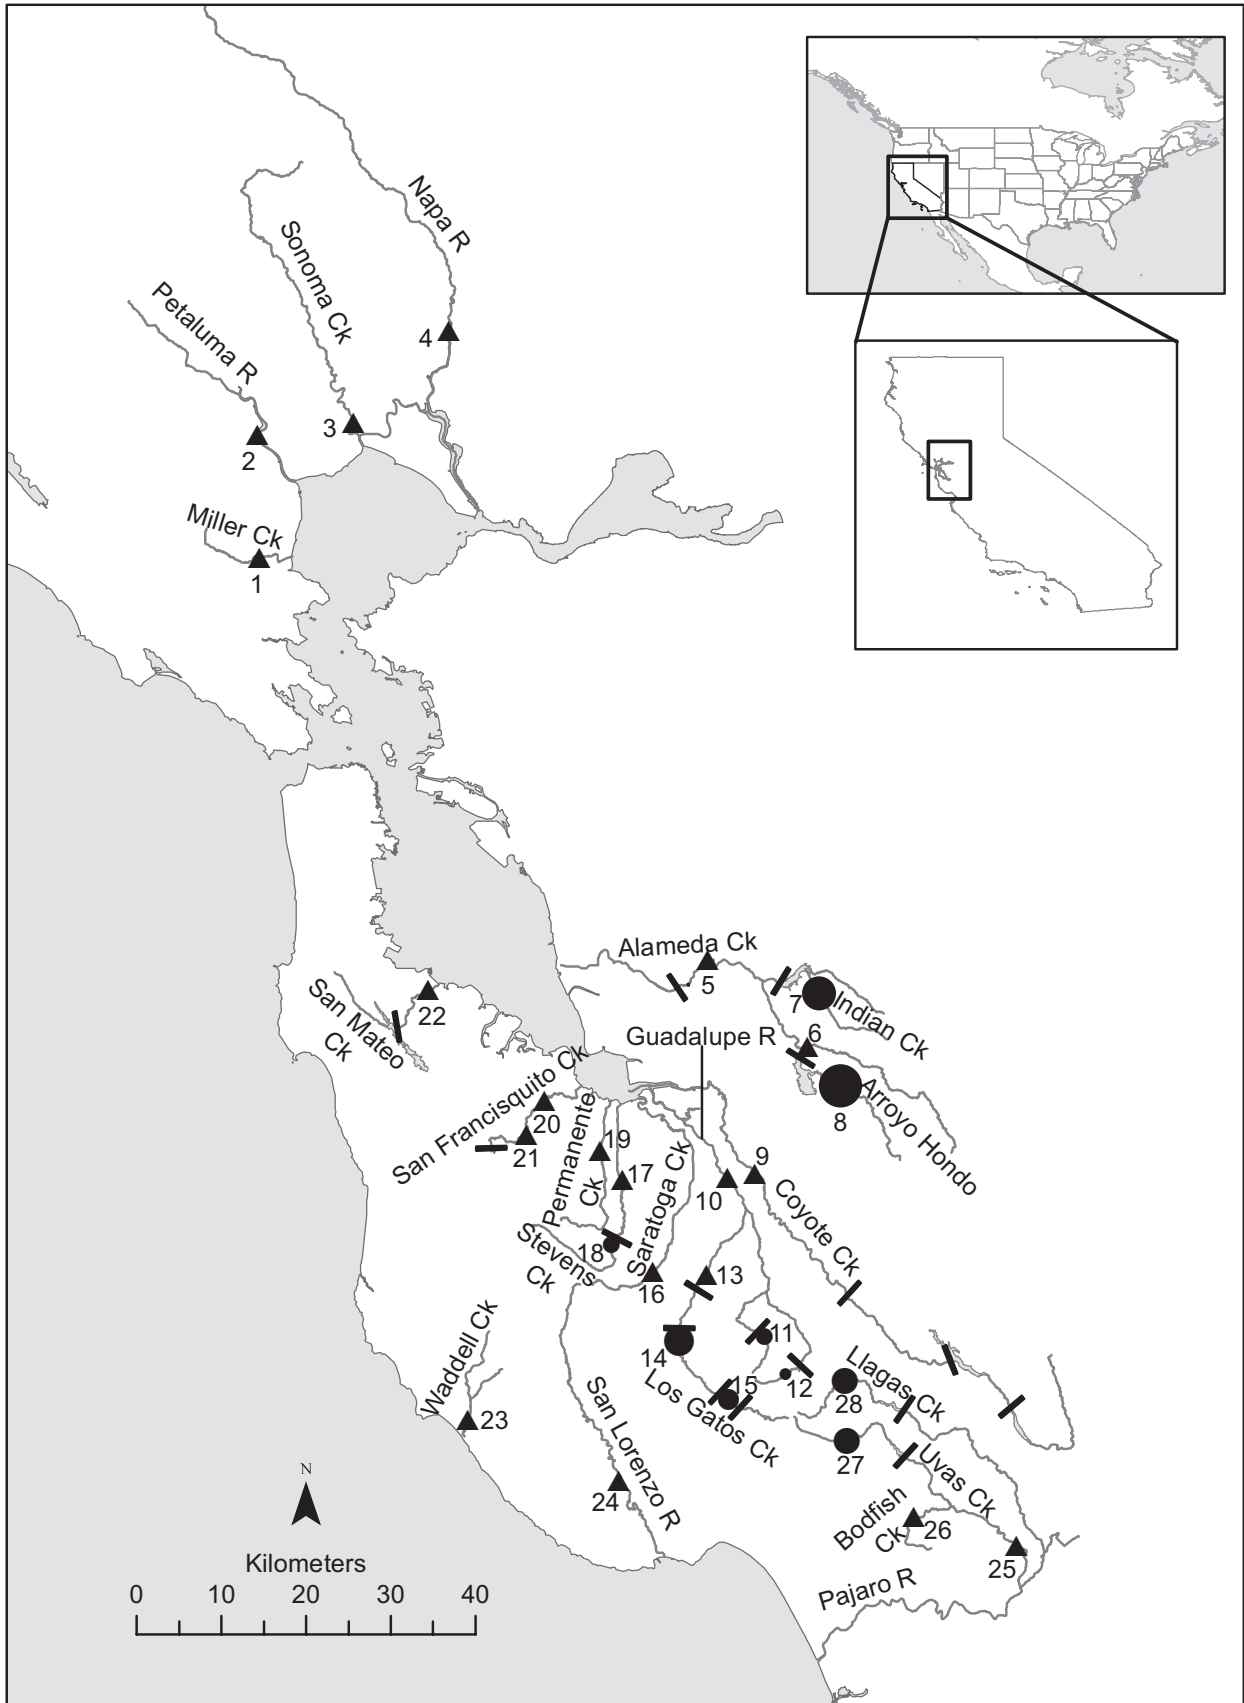 Napa R
Sonoma Ck
Petaluma R
4
3
2
Miller Ck
1
Alameda Ck
5
7
Indian Ck
San Mateo
Ck
22
Guadalupe R
6
Arroyo Hondo
8
San Francisquito Ck
20
21
Permanente
Ck
19
17
Saratoga Ck
9
10
Coyote Ck
18
Stevens
Ck
16
13
11
14
12
15
Los Gatos Ck
Llagas Ck
28
Waddell Ck
23
San Lorenzo R
24
27
Uvas Ck
Bodfish
Ck
26
25
Pajaro R
N
Kilometers
0 10 20 30 40